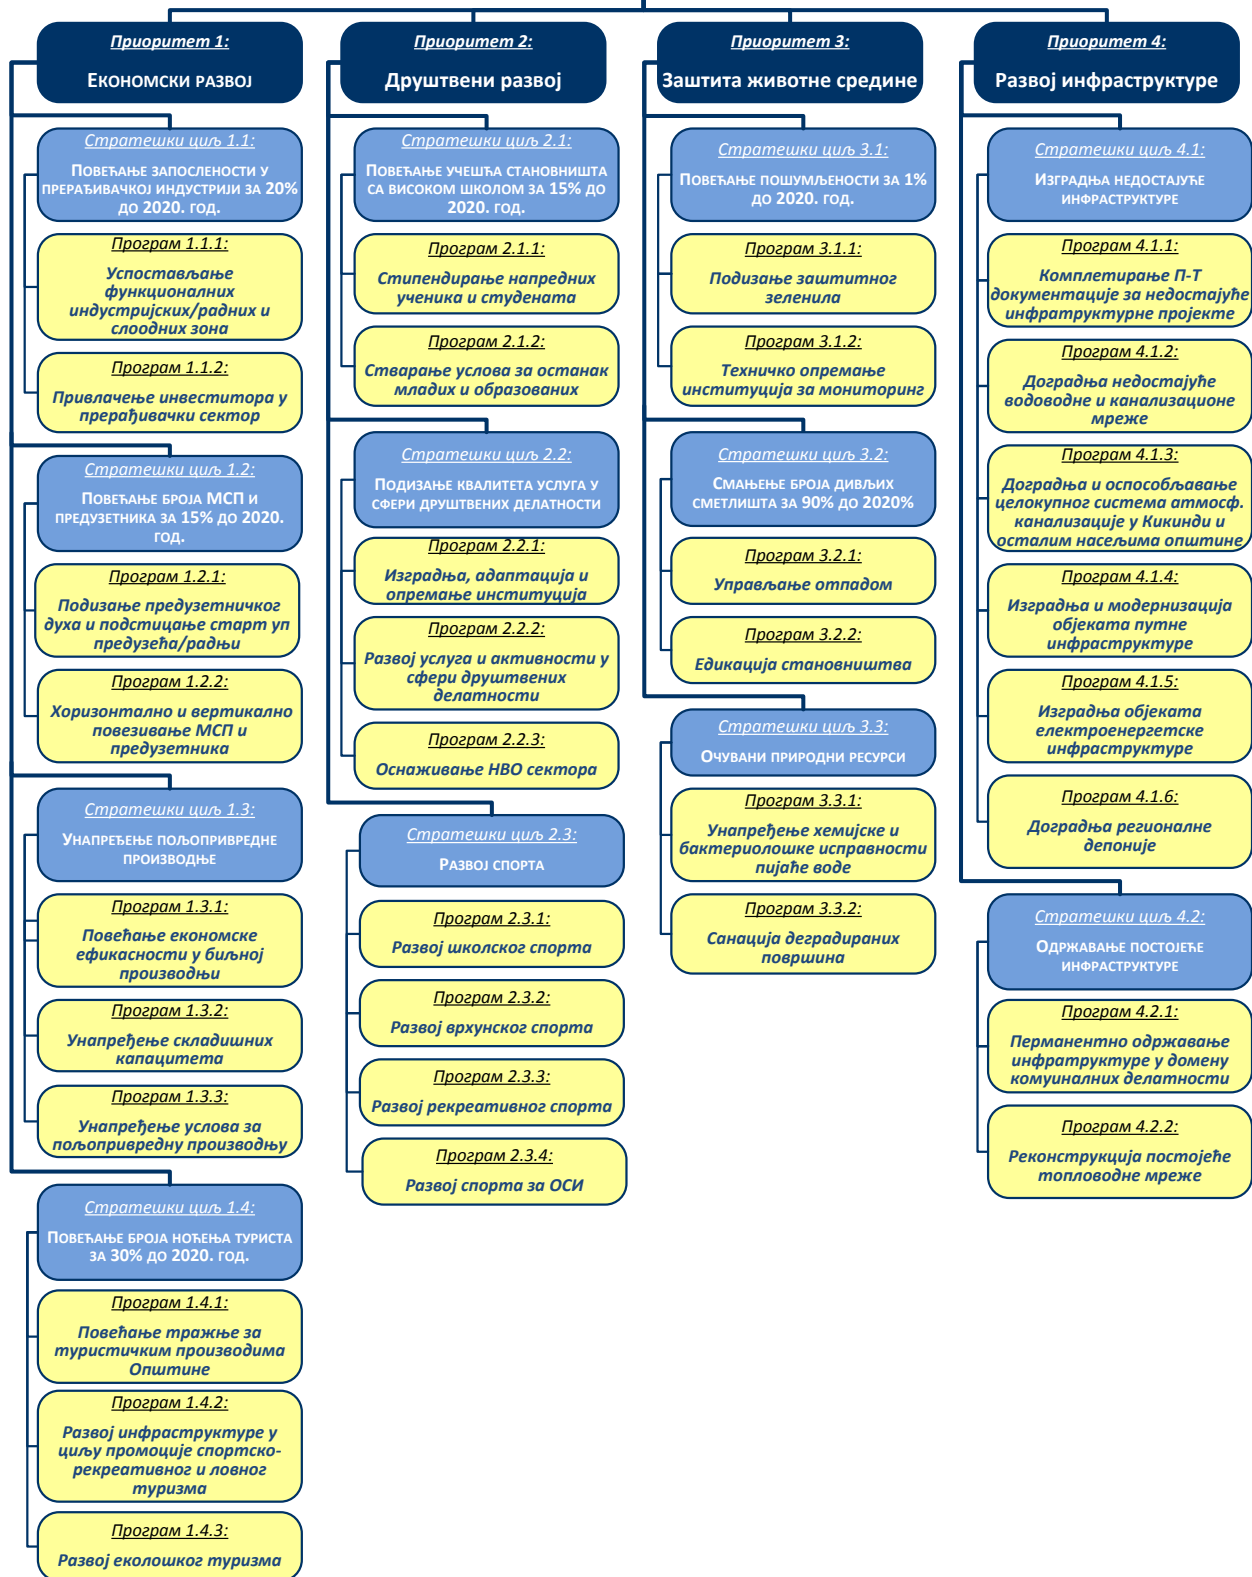 Приоритет 1:
Економски развој
Стратешки циљ 1.1:
Повећање запослености у
прерађивачкој индустрији за 20%
до 2020. год.
Програм 1.1.1:
Успостављање
функционалних
индустријских/радних и
слоодних зона
Програм 1.1.2:
Привлачење инвеститора у
прерађивачки сектор
Стратешки циљ 1.2:
Повећање броја МСП и
предузетника за 15% до 2020.
год.
Програм 1.2.1:
Подизање предузетничког
духа и подстицање старт уп
предузећа/радњи
Програм 1.2.2:
Хоризонтално и вертикално
повезивање МСП и
предузетника
Стратешки циљ 1.3:
Унапређење пољопривредне
производње
Програм 1.3.1:
Повећање економске
ефикасности у биљној
производњи
Програм 1.3.2:
Унапређење складишних
капацитета
Програм 1.3.3:
Унапређење услова за
пољопривредну производњу
Стратешки циљ 1.4:
Повећање броја ноћења туриста
за 30% до 2020. год.
Програм 1.4.1:
Повећање тражње за
туристичким производима
Општине
Програм 1.4.2:
Развој инфраструктуре у
циљу промоције спортско-
рекреативног и ловног
туризма
Програм 1.4.3:
Развој еколошког туризма
Приоритет 2:
Друштвени развој
Стратешки циљ 2.1:
Повећање учешћа становништа
са високом школом за 15% до
2020. год.
Програм 2.1.1:
Стипендирање напредних
ученика и студената
Програм 2.1.2:
Стварање услова за останак
младих и образованих
Стратешки циљ 2.2:
Подизање квалитета услуга у
сфери друштвених делатности
Програм 2.2.1:
Изградња, адаптација и
опремање институција
Програм 2.2.2:
Развој услуга и активности у
сфери друштвених
делатности
Програм 2.2.3:
Оснаживање НВО сектора
Стратешки циљ 2.3:
Развој спорта
Програм 2.3.1:
Развој школског спорта
Програм 2.3.2:
Развој врхунског спорта
Програм 2.3.3:
Развој рекреативног спорта
Програм 2.3.4:
Развој спорта за ОСИ
Приоритет 3:
Заштита животне средине
Стратешки циљ 3.1:
Повећање пошумљености за 1%
до 2020. год.
Програм 3.1.1:
Подизање заштитног
зеленила
Програм 3.1.2:
Техничко опремање
институција за мониторинг
Стратешки циљ 3.2:
Смањење броја дивљих
сметлишта за 90% до 2020%
Програм 3.2.1:
Управљање отпадом
Програм 3.2.2:
Едикација становништва
Стратешки циљ 3.3:
Очувани природни ресурси
Програм 3.3.1:
Унапређење хемијске и
бактериолошке исправности
пијаће воде
Програм 3.3.2:
Санација деградираних
површина
Приоритет 4:
Развој инфраструктуре
Стратешки циљ 4.1:
Изградња недостајуће
инфраструктуре
Програм 4.1.1:
Комплетирање П-Т
документације за недостајуће
инфратруктурне пројекте
Програм 4.1.2:
Доградња недостајуће
водоводне и канализационе
мреже
Програм 4.1.3:
Доградња и оспособљавање
целокупног система атмосф.
канализације у Кикинди и
осталим насељима општине
Програм 4.1.4:
Изградња и модернизација
објеката путне
инфраструктуре
Програм 4.1.5:
Изградња објеката
електроенергетске
инфраструктуре
Програм 4.1.6:
Доградња регионалне
депоније
Стратешки циљ 4.2:
Одржавање постојеће
инфраструктуре
Програм 4.2.1:
Перманентно одржавање
инфратруктуре у домену
комуиналних делатности
Програм 4.2.2:
Реконструкција постојеће
топловодне мреже